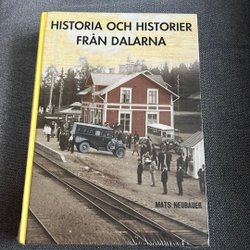 HISTORIA OCH HISTORIER
FRÅN DALARNA
MATS NEUBAUER